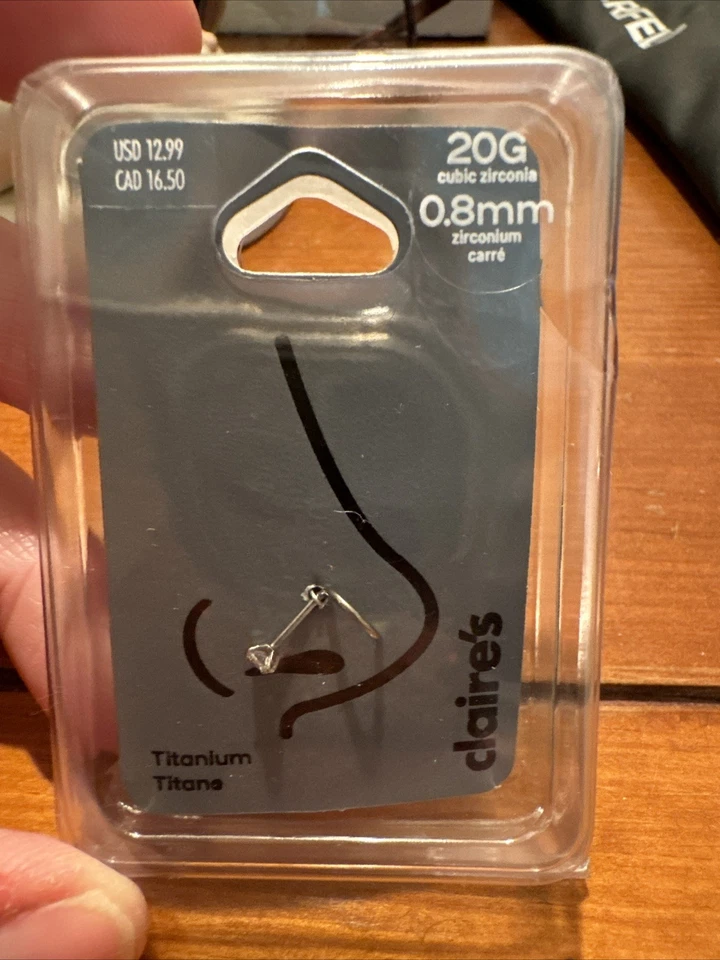 USD 12.99
CAD 16.50
20G
cubic zirconia
0.8mm
zirconium
carré
claire's
Titanium
Titane